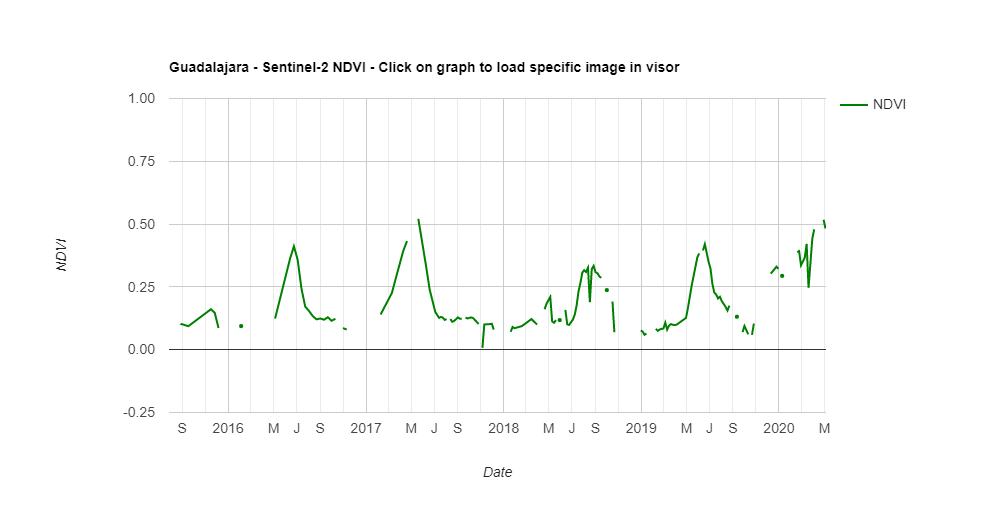 Guadalajara - Sentinel-2 NDVI - Click on graph to load specific image in visor
1.00
NDVI
0.75
0.50
NDVI
0.25
0.00
-0.25
S 2016 M J S 2017 M J S 2018 M J S 2019 M J S 2020 M
Date